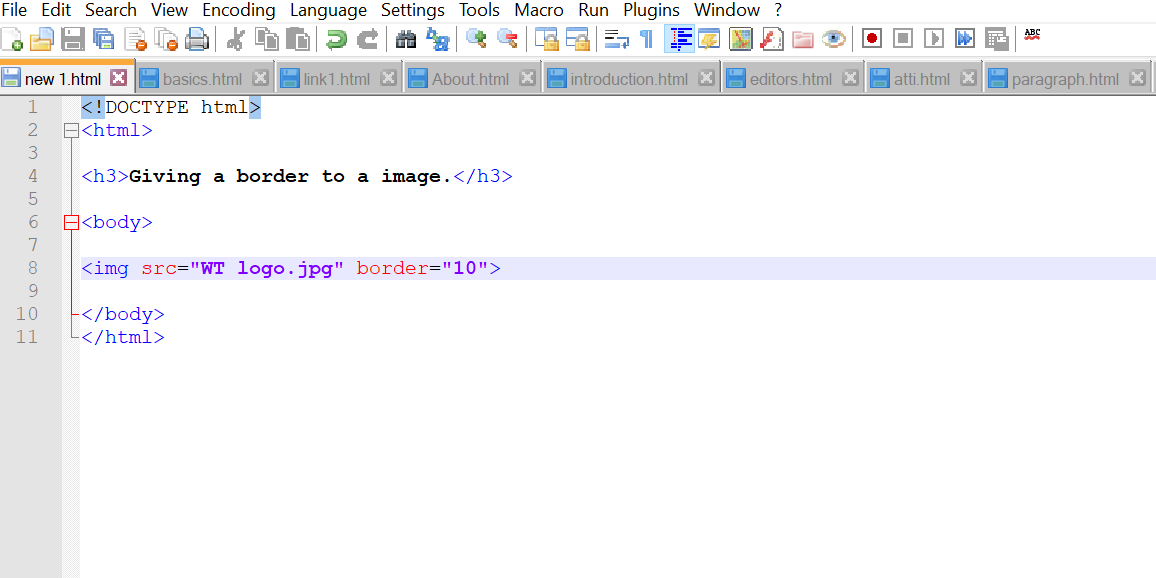 File Edit Search View Encoding Language Settings Tools Macro Run Plugins Window ?
ABC
new 1.html basics.html link1.html About.html introduction.html editors.html atti.html paragraph.html
1 <!DOCTYPE html>
2 <html>
3
4 <h3>Giving a border to a image.</h3>
5
6 <body>
7
8 <img src="WT logo.jpg" border="10">
9
10 </body>
11 </html>